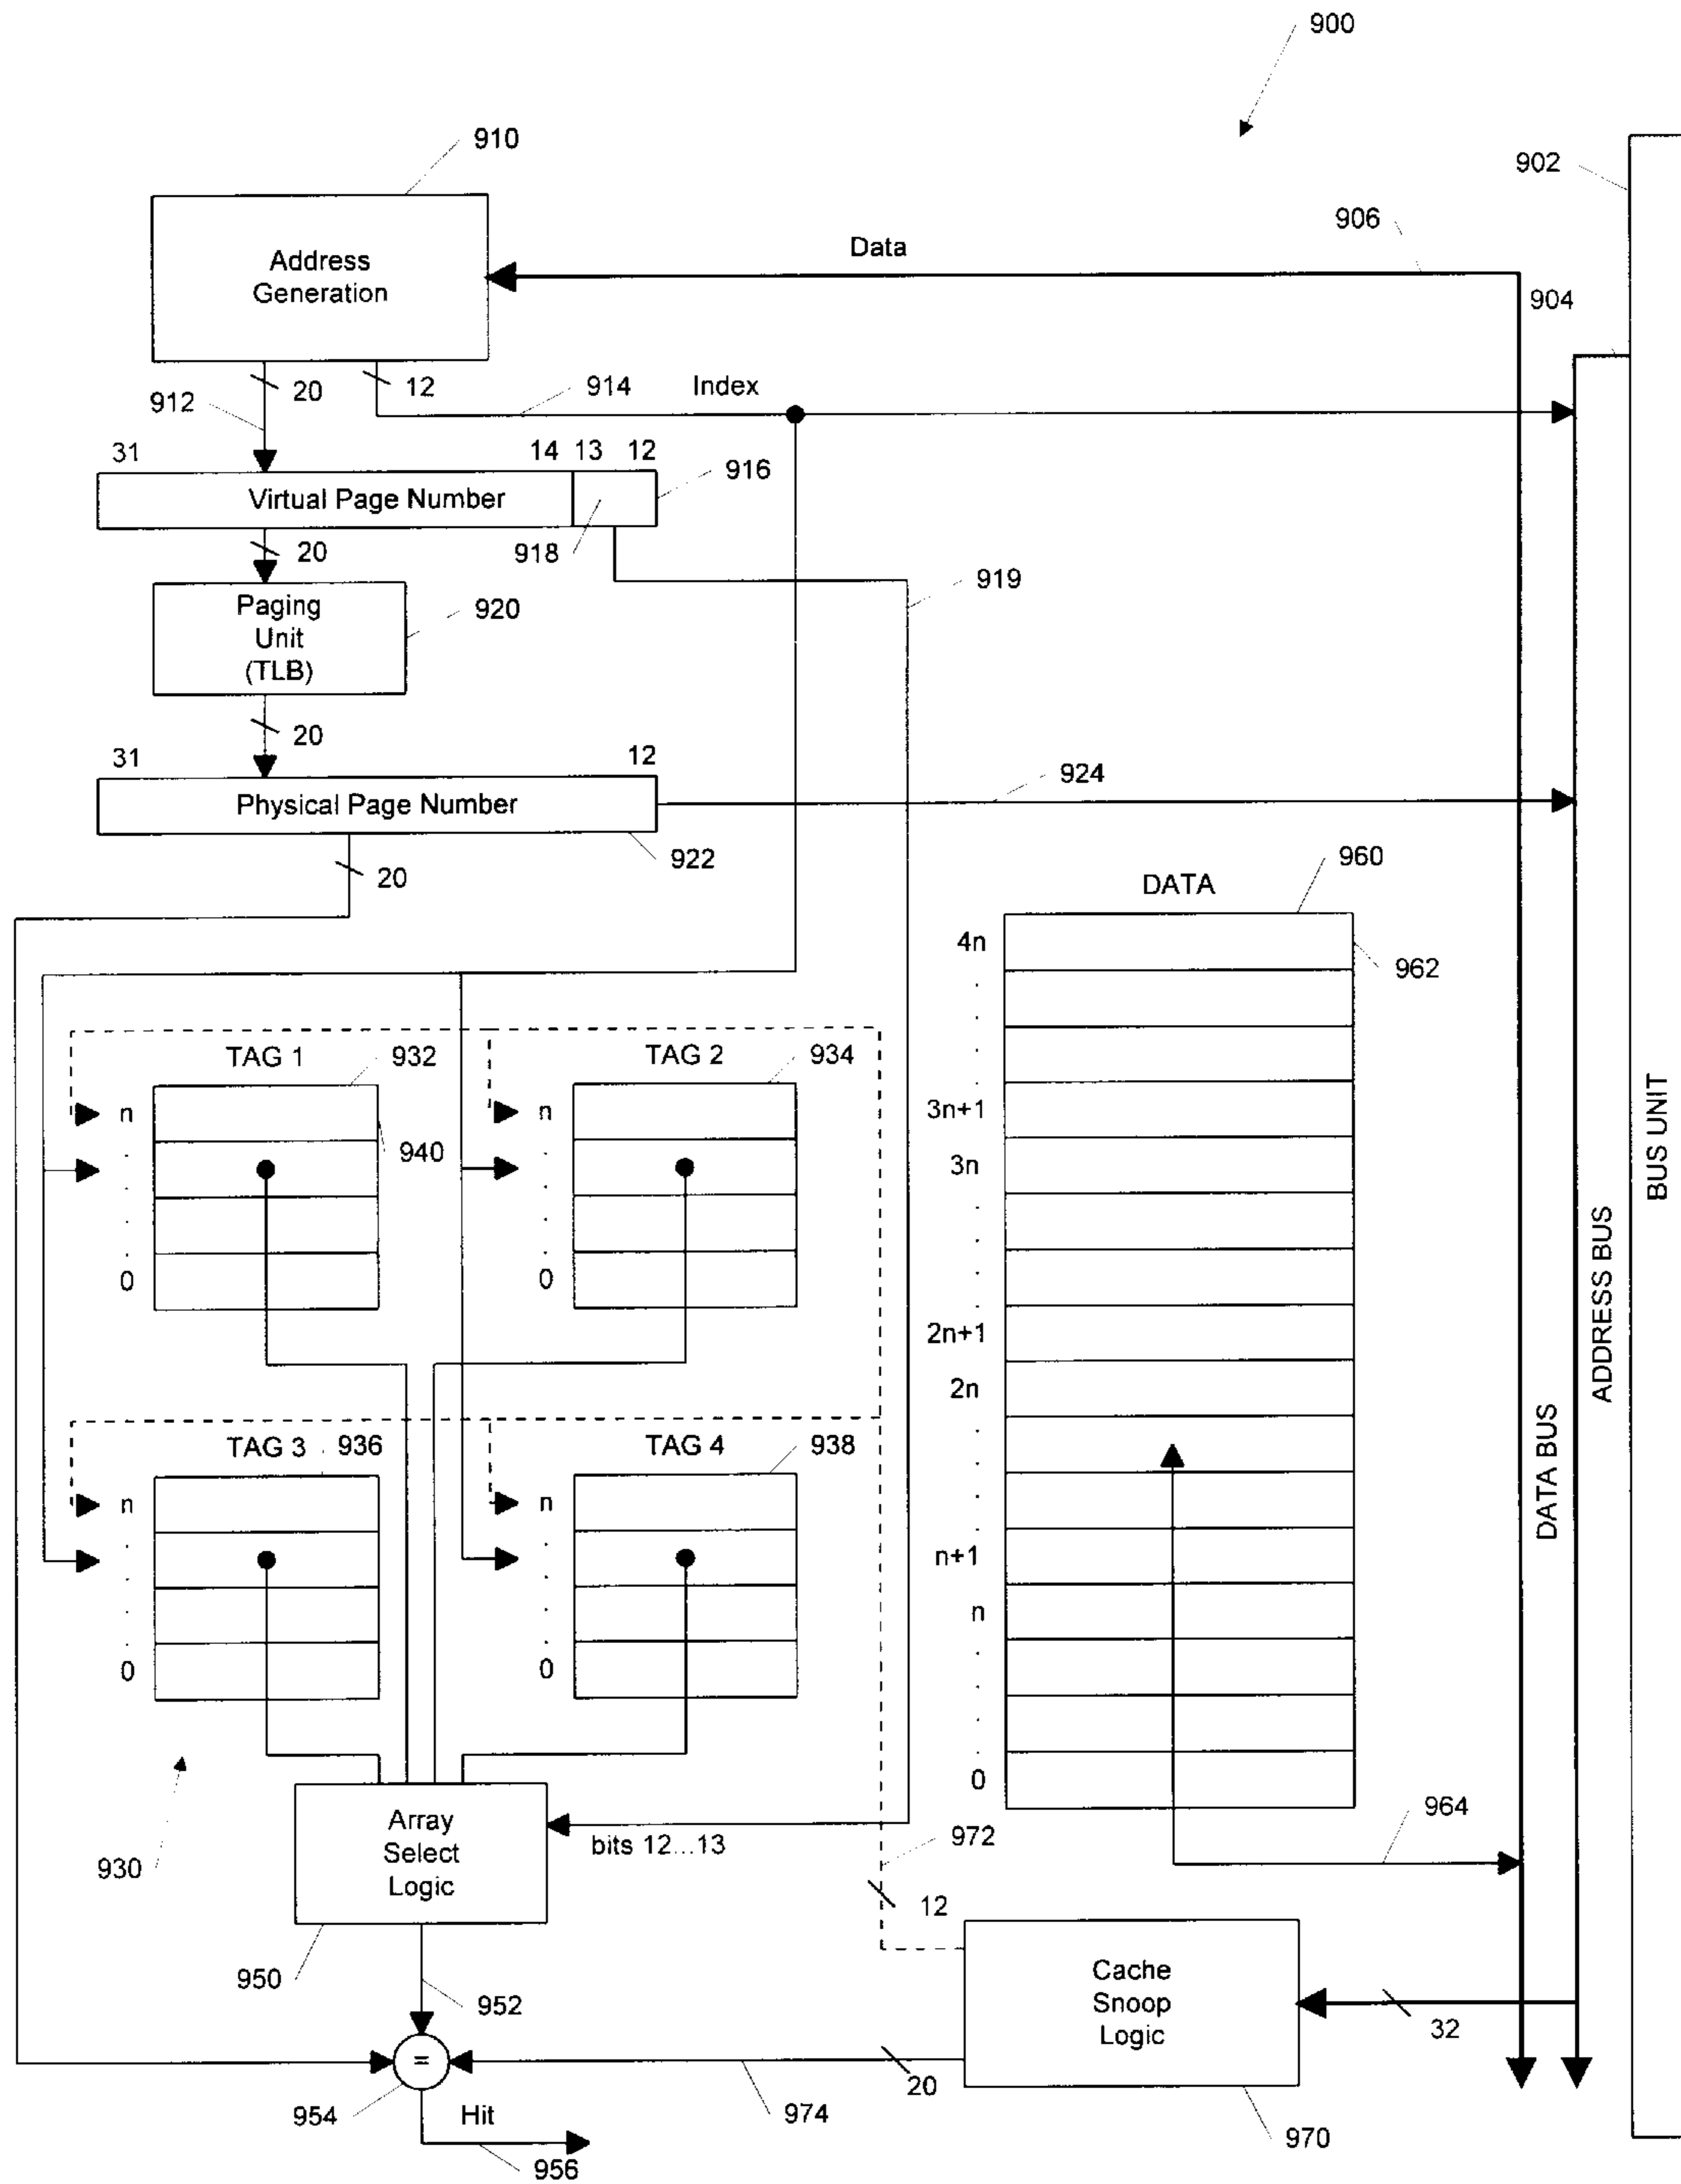 900
902
910
906
Data
Address
Generation
904
20
12
914
Index
912
31
14
13
12
916
Virtual Page Number
918
20
919
Paging
Unit
(TLB)
920
20
31
12
924
Physical Page Number
922
20
960
DATA
4n
962
.
.
.
3n+1
3n
.
.
.
2n+1
2n
.
.
.
n+1
n
.
.
.
0
TAG 1
932
n
940
.
.
.
0
TAG 2
934
n
.
.
.
0
TAG 3
936
n
.
.
.
0
TAG 4
938
n
.
.
.
0
BUS UNIT
ADDRESS BUS
DATA BUS
964
930
Array
Select
Logic
bits 12...13
972
12
950
952
Cache
Snoop
Logic
32
=
20
954
Hit
974
970
956